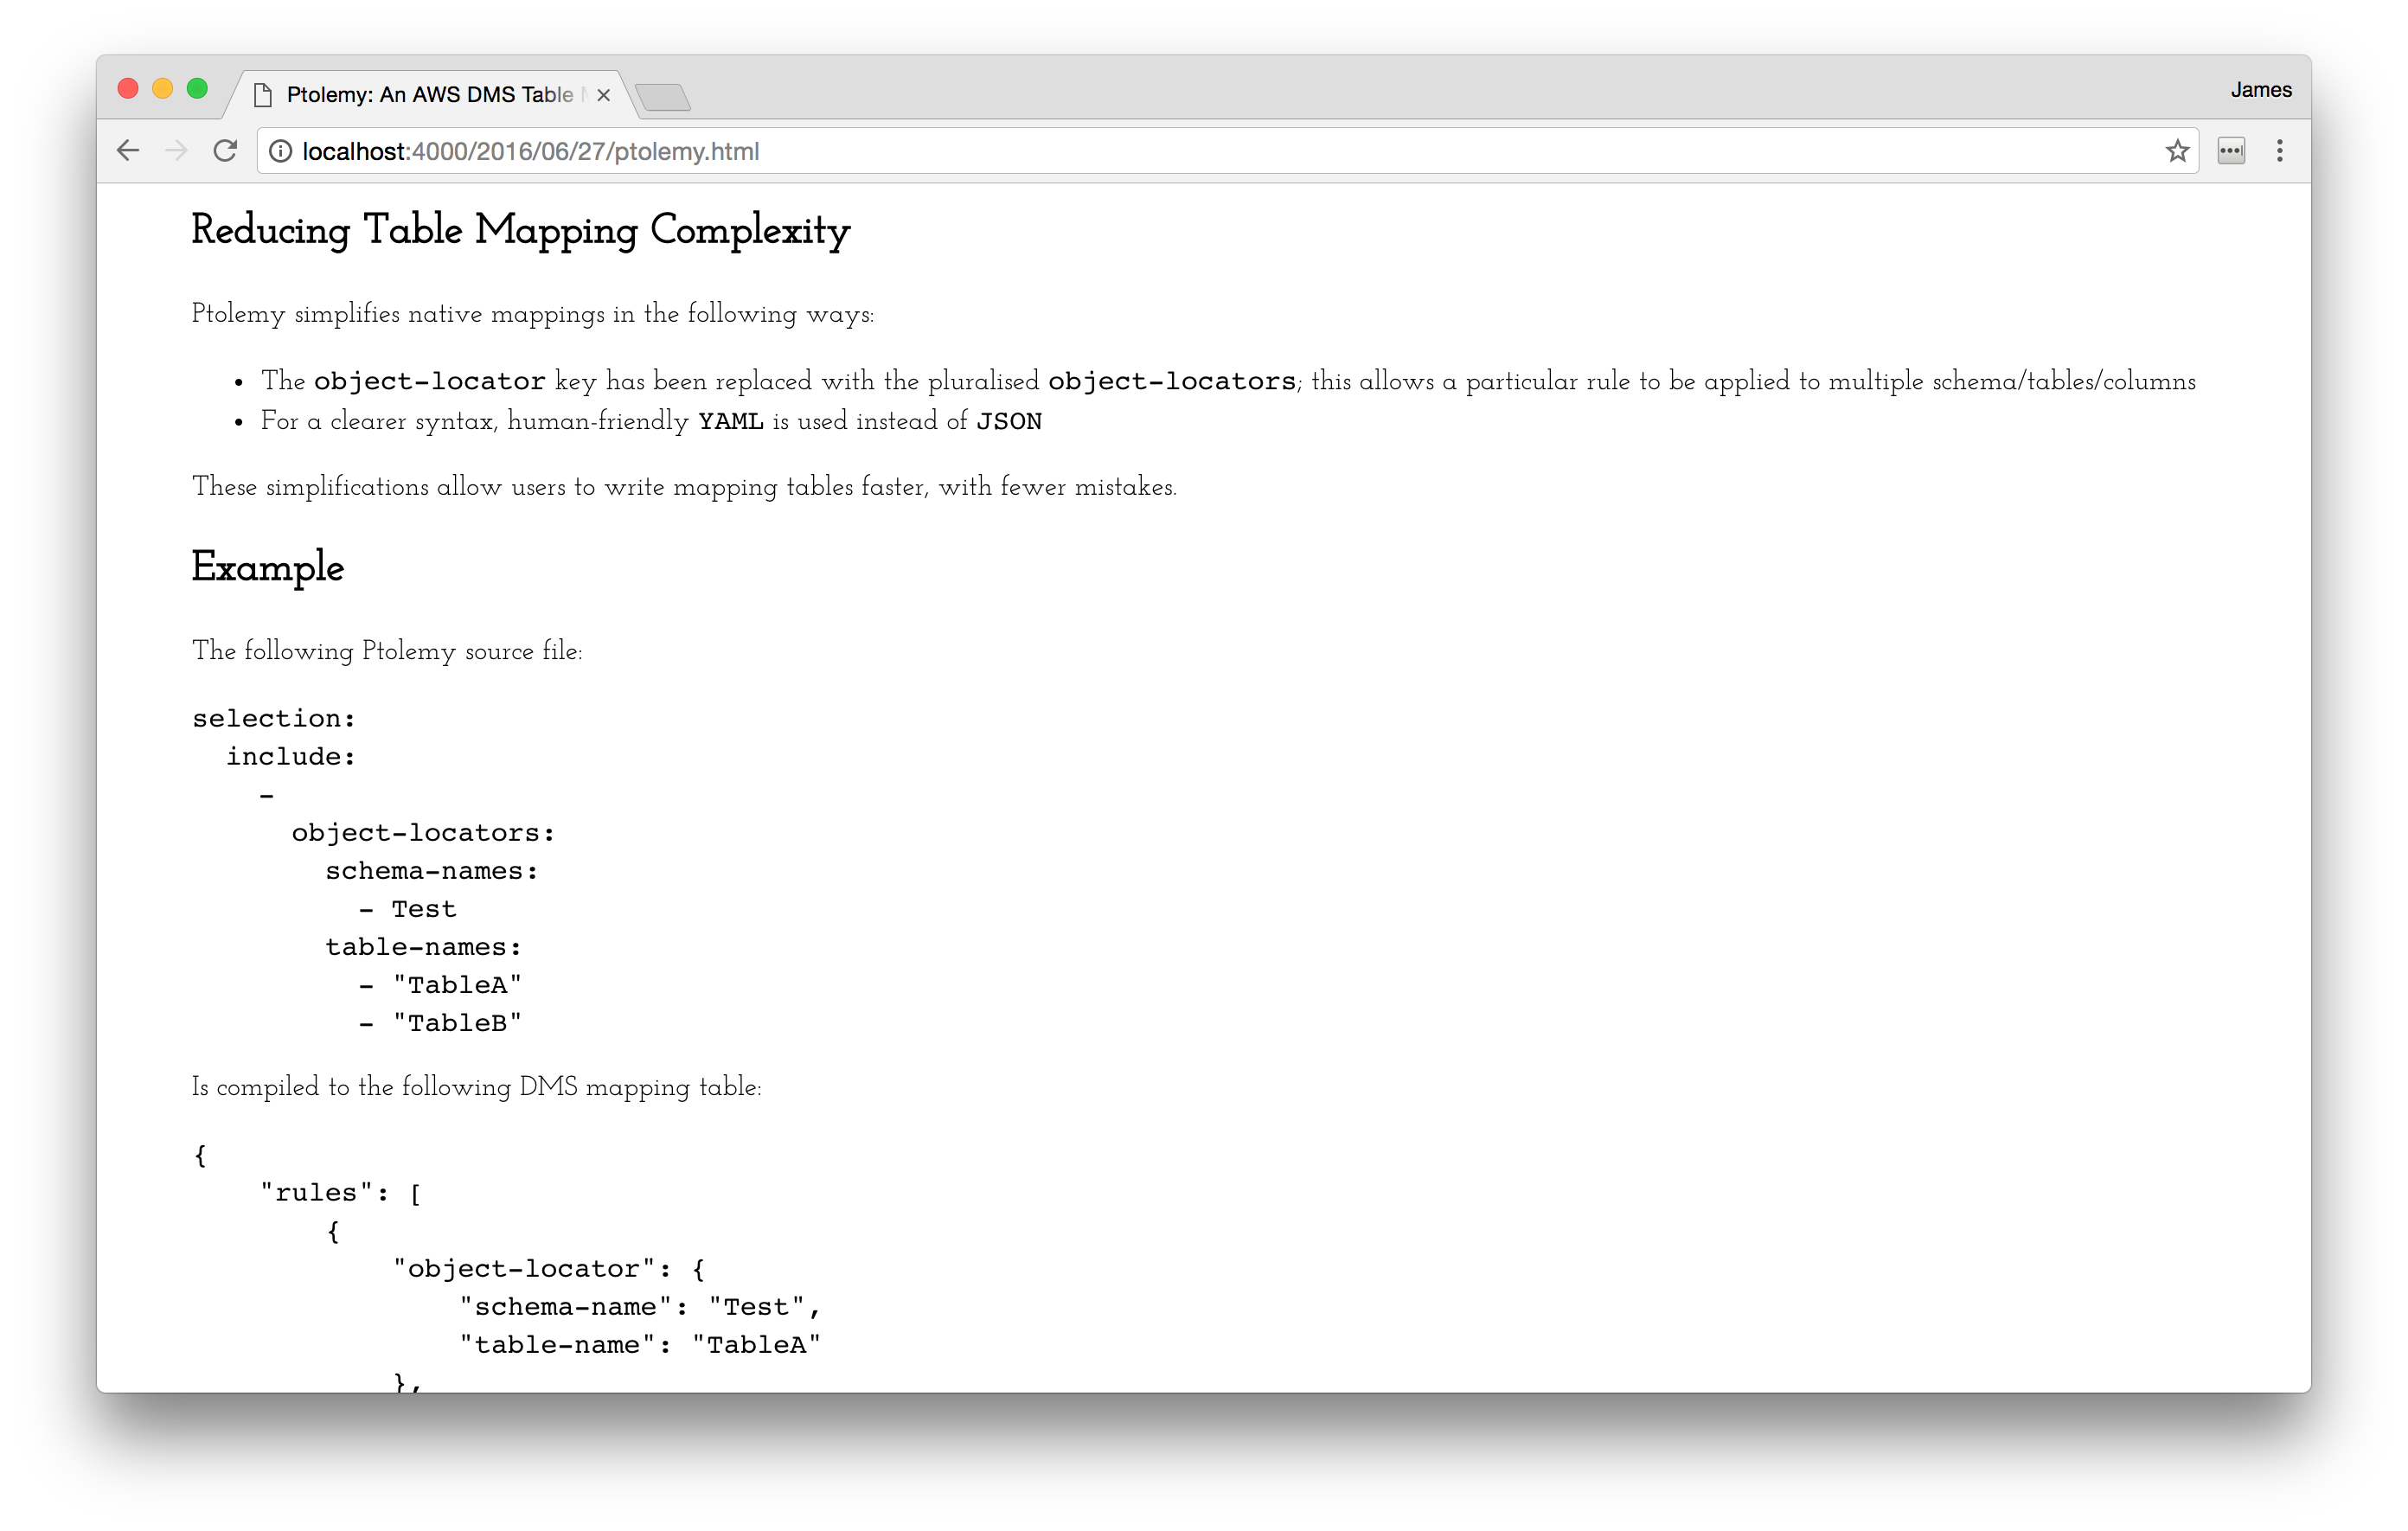 Ptolemy: An AWS DMS Table
James
localhost:4000/2016/06/27/ptolemy.html
Reducing Table Mapping Complexity
Ptolemy simplifies native mappings in the following ways:
• The object-locator key has been replaced with the pluralised object-locators; this allows a particular rule to be applied to multiple schema/tables/columns
• For a clearer syntax, human-friendly YAML is used instead of JSON
These simplifications allow users to write mapping tables faster, with fewer mistakes.
Example
The following Ptolemy source file:
selection:
  include:
    -
      object-locators:
        schema-names:
          - Test
        table-names:
          - "TableA"
          - "TableB"
Is compiled to the following DMS mapping table:
{
    "rules": [
        {
            "object-locator": {
                "schema-name": "Test",
                "table-name": "TableA"
            },